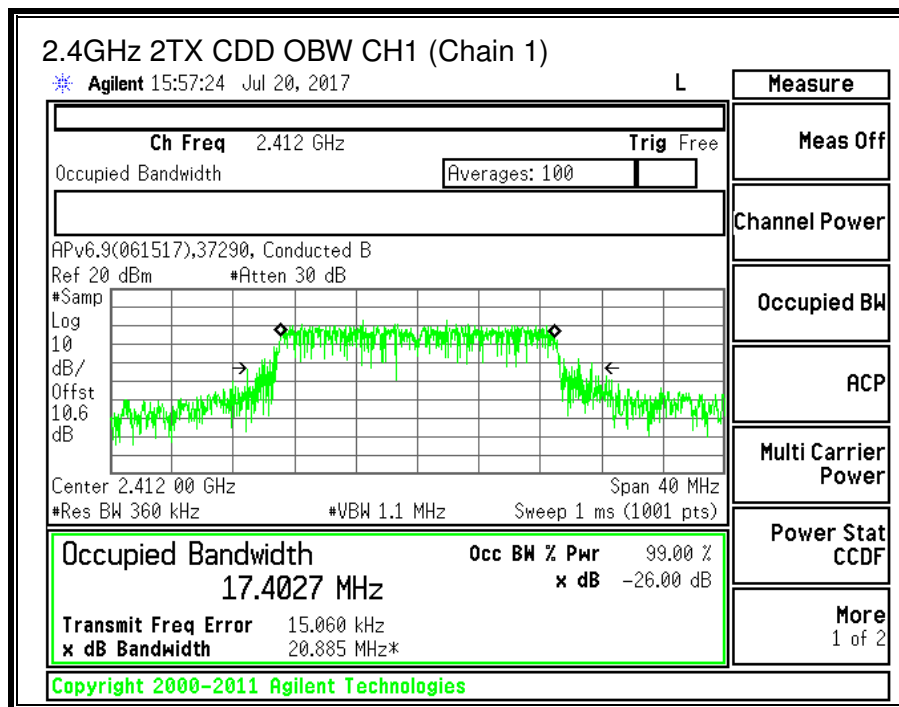 2.4GHz 2TX CDD OBW CH1 (Chain 1)
Agilent 15:57:24 Jul 20, 2017 L
Measure
Ch Freq 2.412 GHz Trig Free
Occupied Bandwidth Averages: 100
APv6.9(061517),37290, Conducted B
Ref 20 dBm #Atten 30 dB
#Samp
Log
10
dB/
Offst
10.6
dB
Center 2.412 00 GHz Span 40 MHz
#Res BW 360 kHz #VBW 1.1 MHz Sweep 1 ms (1001 pts)
Occupied Bandwidth Occ BW % Pwr 99.00 %
17.4027 MHz x dB -26.00 dB
Transmit Freq Error 15.060 kHz
x dB Bandwidth 20.885 MHz*
Meas Off
Channel Power
Occupied BW
ACP
Multi Carrier
Power
Power Stat
CCDF
More
1 of 2
Copyright 2000-2011 Agilent Technologies